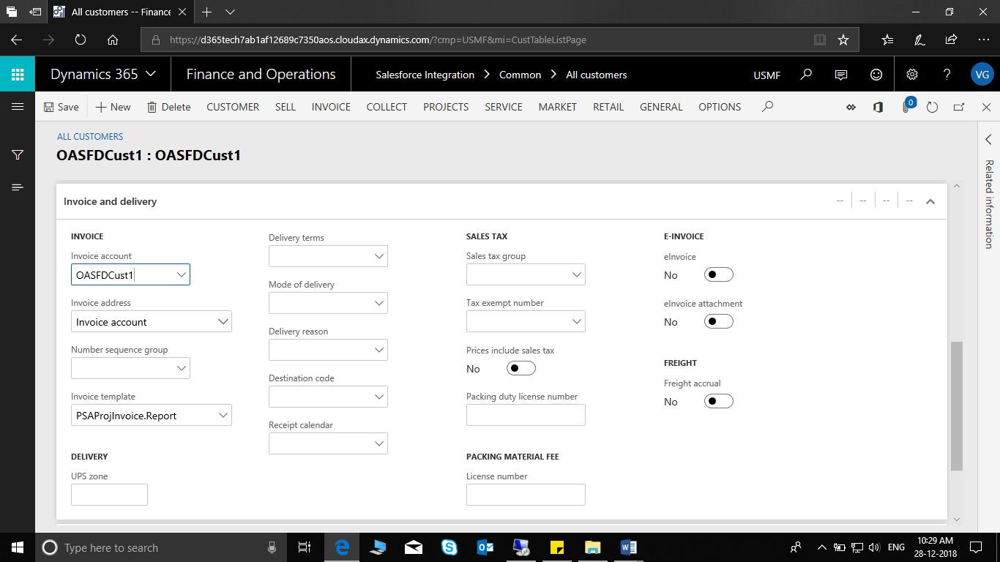 All customers -- Finance
https://d365tech7ab1af12689c7350aos.cloudax.dynamics.com/?cmp=USMF&mi=CustTableListPage
Dynamics 365
Finance and Operations
Salesforce Integration > Common > All customers
USMF
?
VG
Save
New
Delete
CUSTOMER
SELL
INVOICE
COLLECT
PROJECTS
SERVICE
MARKET
RETAIL
GENERAL
OPTIONS
0
ALL CUSTOMERS
OASFDCust1 : OASFDCust1
Related information
Invoice and delivery
-- -- -- --
INVOICE
Invoice account
OASFDCust1
Invoice address
Invoice account
Number sequence group
Invoice template
PSAProjInvoice.Report
DELIVERY
UPS zone
Delivery terms
Mode of delivery
Delivery reason
Destination code
Receipt calendar
SALES TAX
Sales tax group
Tax exempt number
Prices include sales tax
No
Packing duty license number
PACKING MATERIAL FEE
License number
E-INVOICE
eInvoice
No
eInvoice attachment
No
FREIGHT
Freight accrual
No
Type here to search
ENG
10:29 AM
28-12-2018